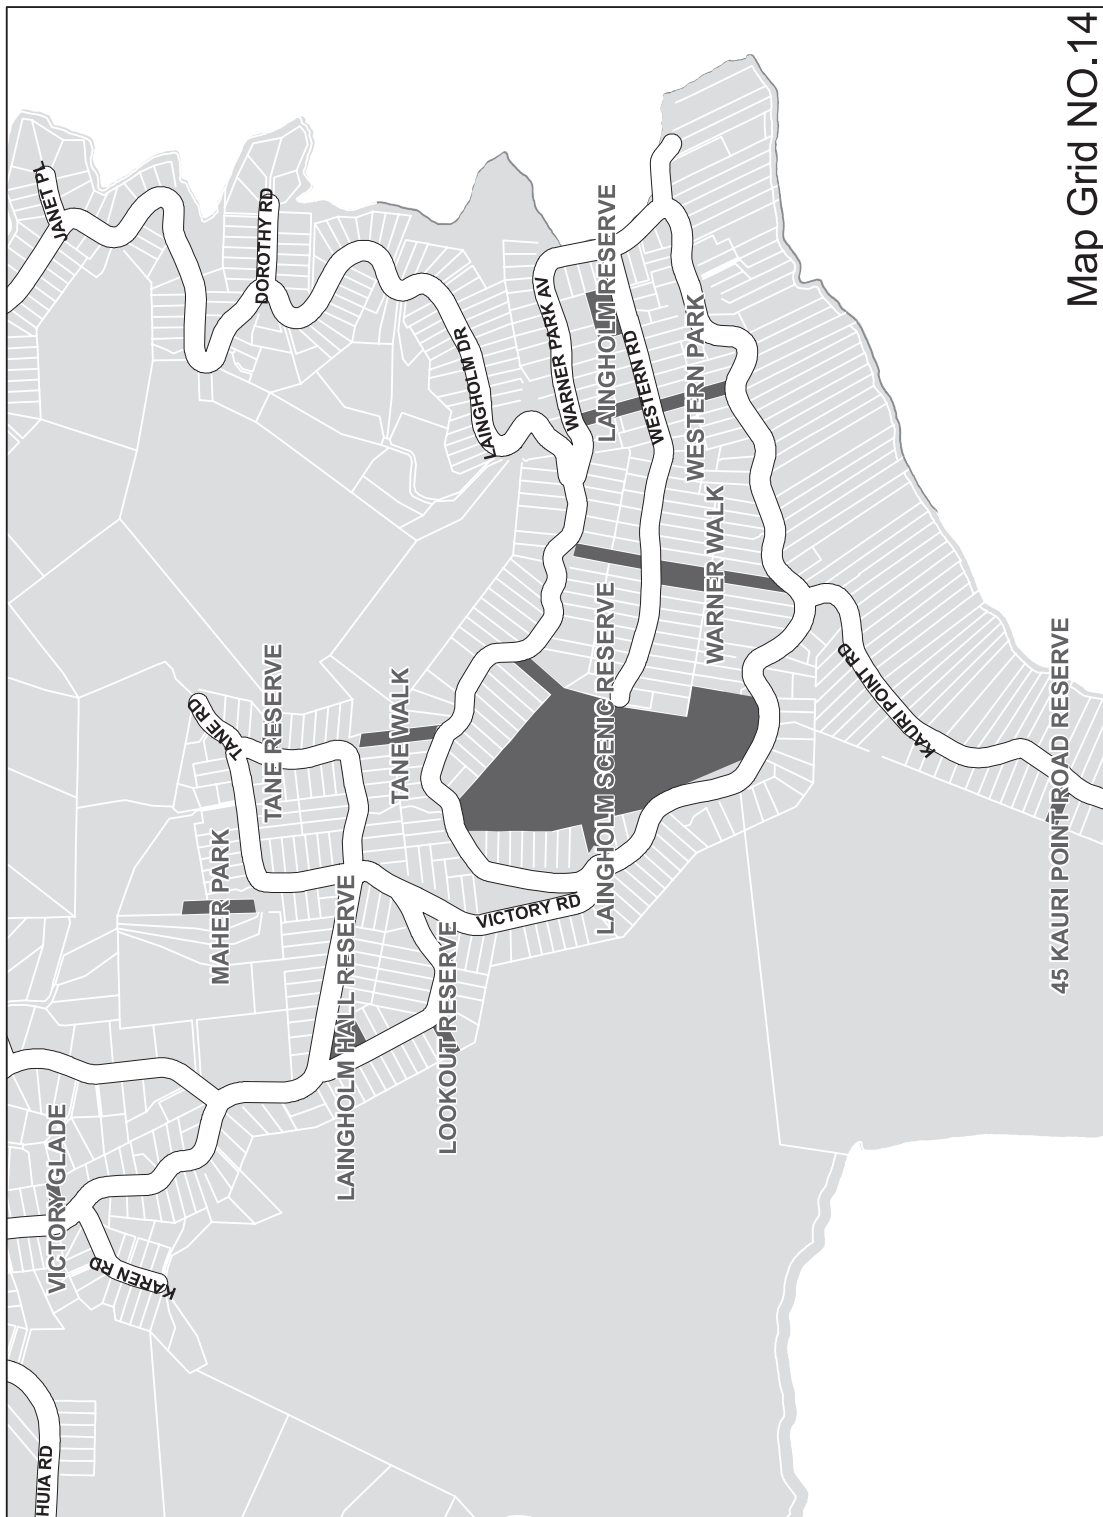 Map Grid NO.14
JANET PL
DOROTHY RD
LAINGHOLM DR
WARNER PARK AV
LAINGHOLM RESERVE
WESTERN RD
WESTERN PARK
WARNER WALK
TANE RD
TANE RESERVE
TANE WALK
LAINGHOLM SCENIC RESERVE
KAURI POINT RD
45 KAURI POINT ROAD RESERVE
MAHER PARK
VICTORY RD
LAINGHOLM HALL RESERVE
LOOKOUT RESERVE
VICTORY GLADE
KAREN RD
HUIA RD